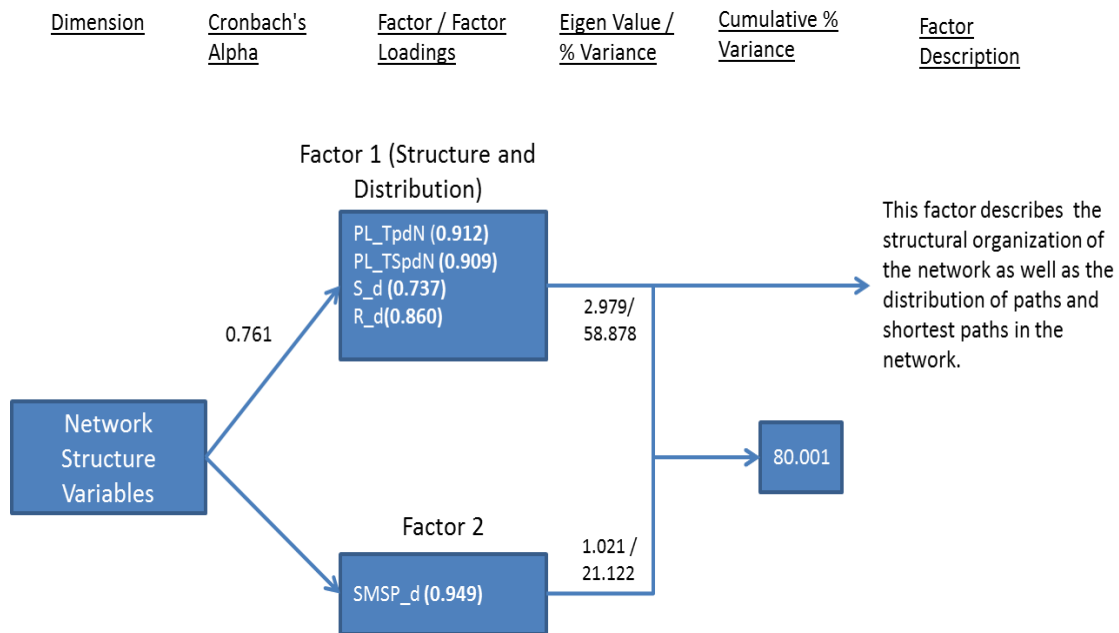 Dimension
Cronbach's
Alpha
Factor / Factor
Loadings
Eigen Value /
% Variance
Cumulative %
Variance
Factor
Description
Factor 1 (Structure and
Distribution)
PL_TpdN (0.912)
PL_TSpdN (0.909)
S_d (0.737)
R_d(0.860)
0.761
2.979/
58.878
This factor describes the
structural organization of
the network as well as the
distribution of paths and
shortest paths in the
network.
Network
Structure
Variables
80.001
Factor 2
SMSP_d (0.949)
1.021 /
21.122